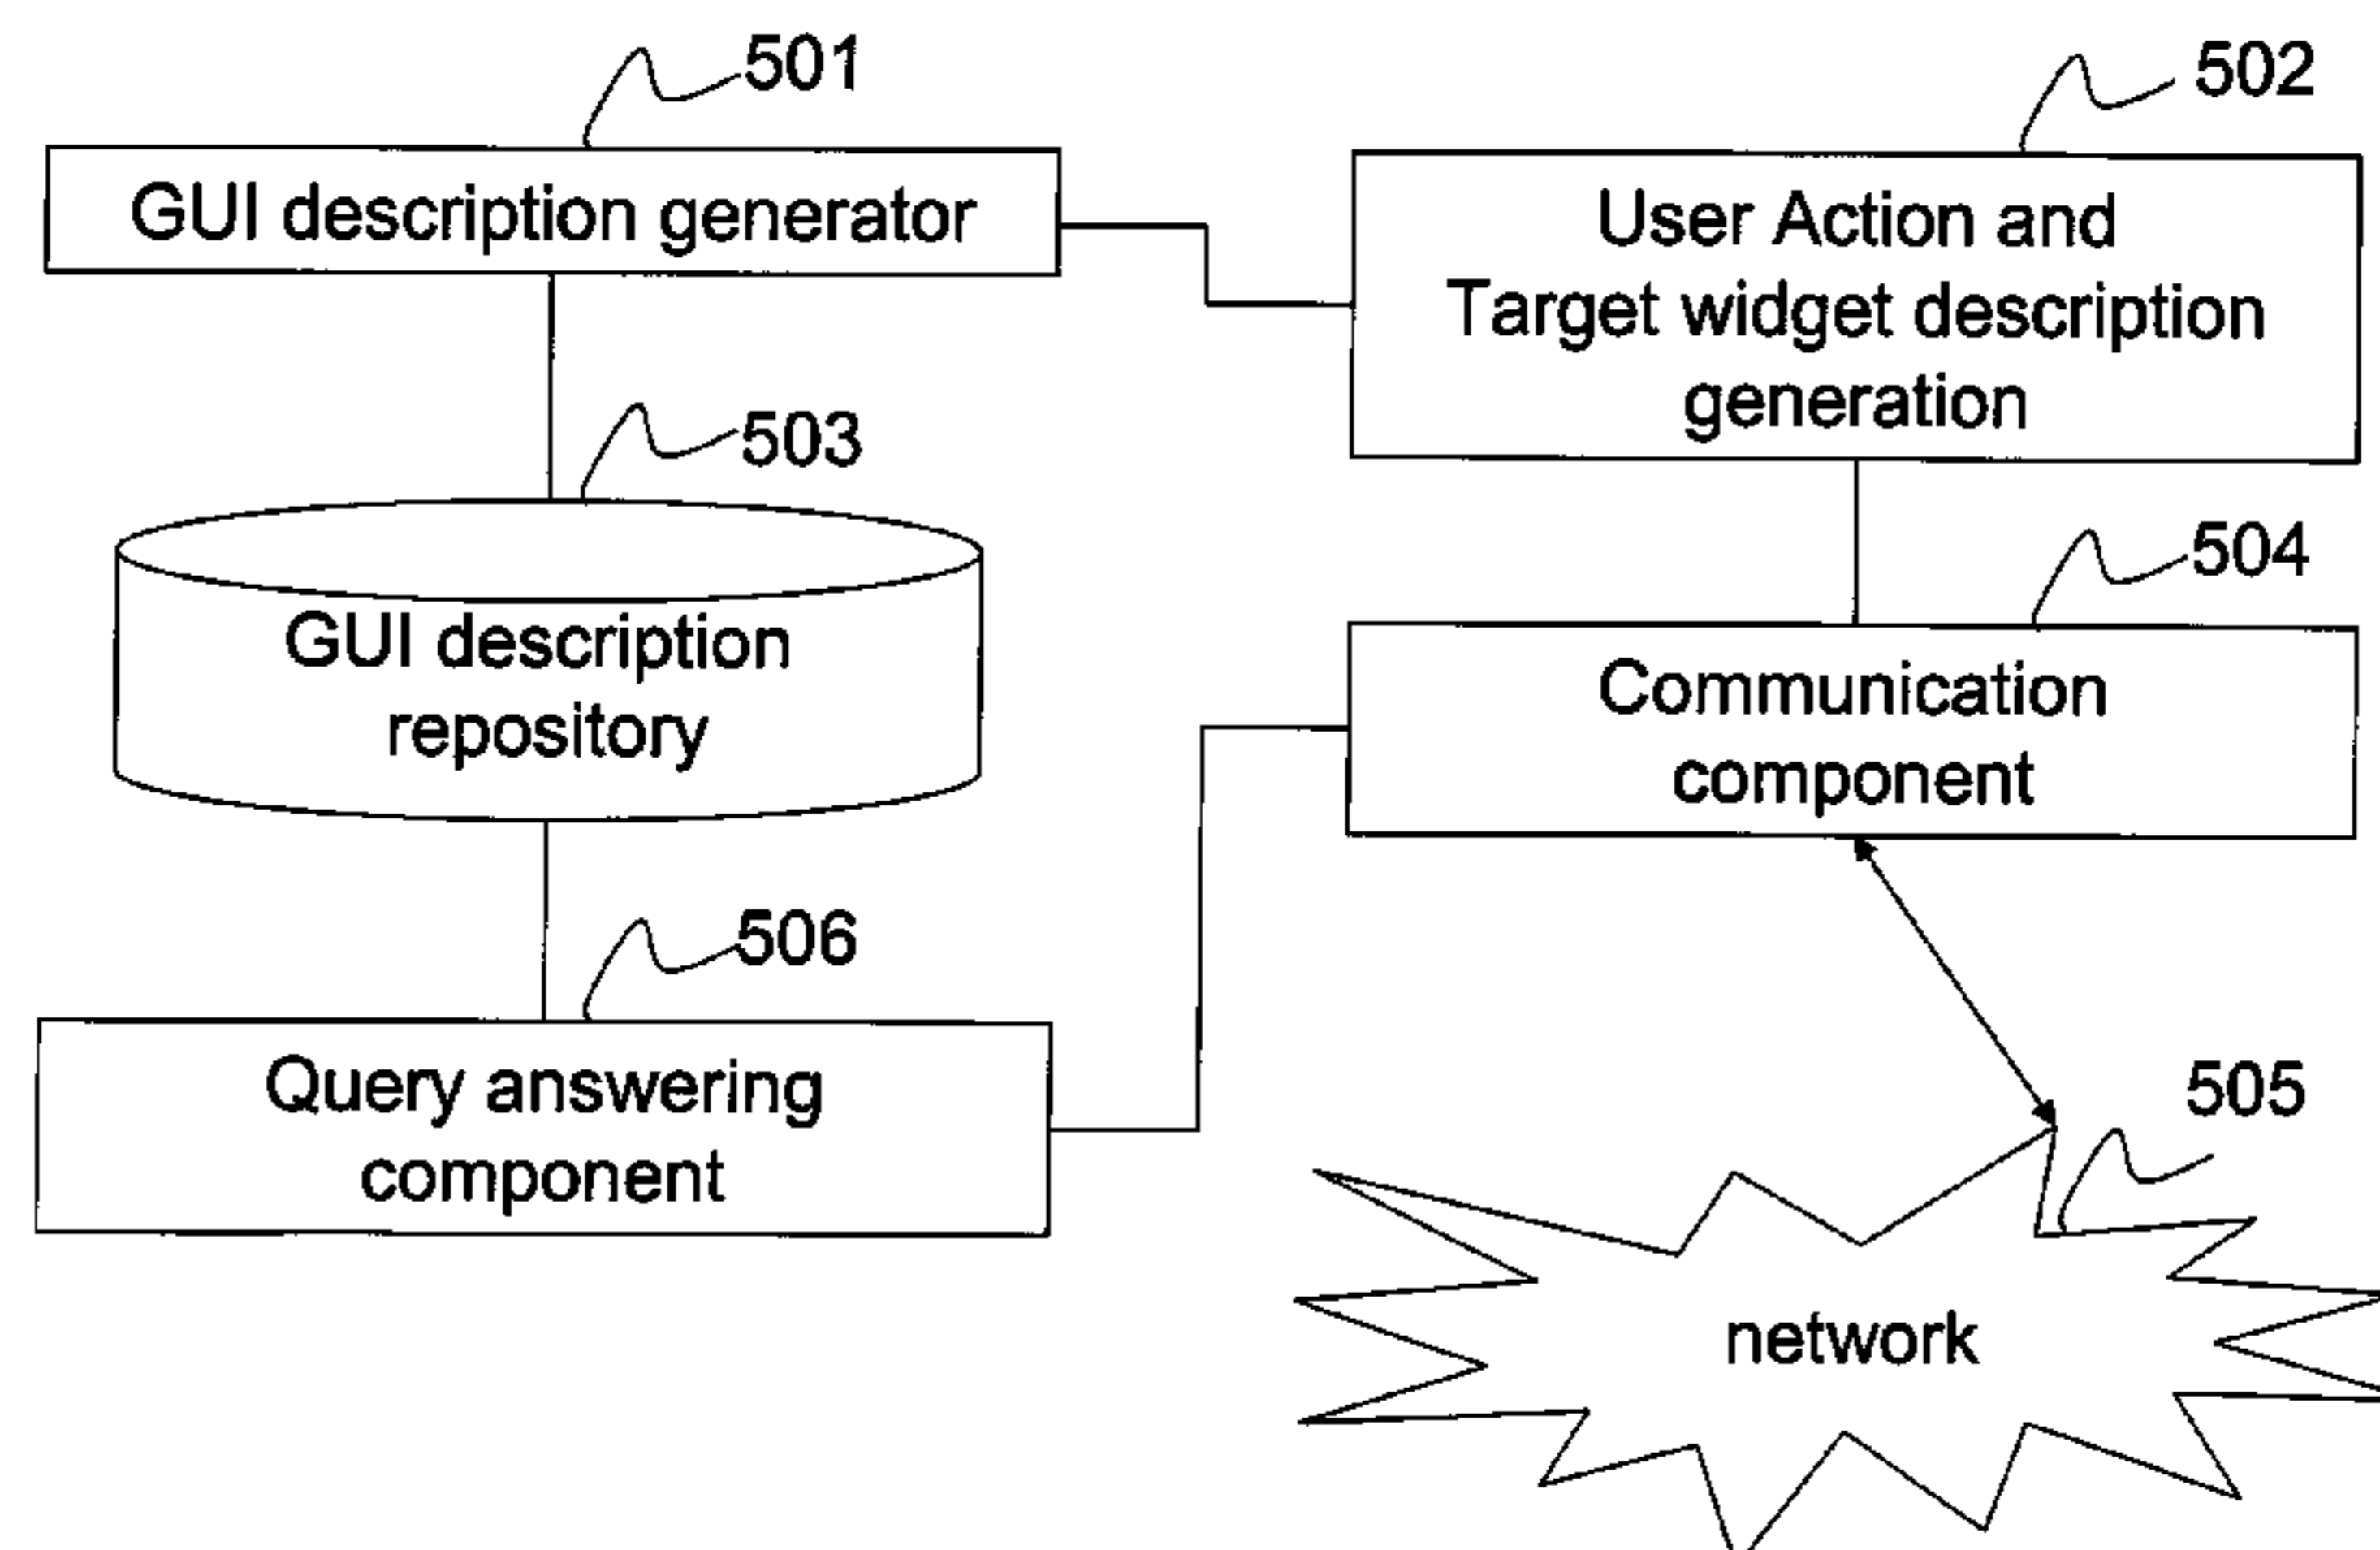 501
GUI description generator
502
User Action and
Target widget description
generation
503
GUI description
repository
504
Communication
component
506
Query answering
component
505
network